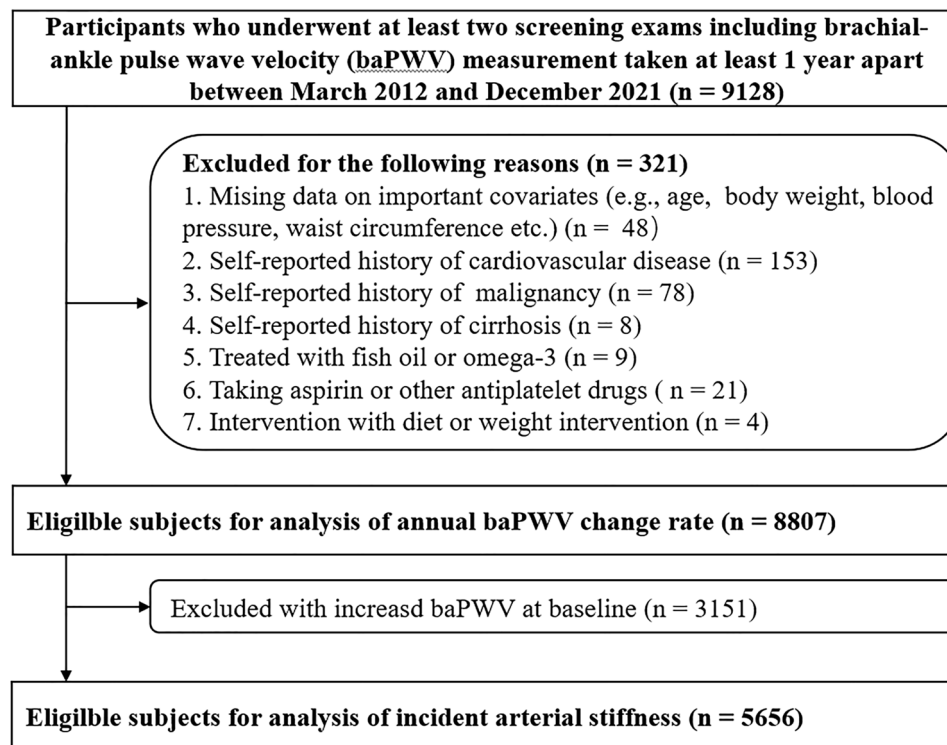 Participants who underwent at least two screening exams including brachial-
ankle pulse wave velocity (baPWV) measurement taken at least 1 year apart
between March 2012 and December 2021 (n = 9128)
Excluded for the following reasons (n = 321)
1. Mising data on important covariates (e.g., age, body weight, blood
pressure, waist circumference etc.) (n = 48)
2. Self-reported history of cardiovascular disease (n = 153)
3. Self-reported history of malignancy (n = 78)
4. Self-reported history of cirrhosis (n = 8)
5. Treated with fish oil or omega-3 (n = 9)
6. Taking aspirin or other antiplatelet drugs ( n = 21)
7. Intervention with diet or weight intervention (n = 4)
Eligilble subjects for analysis of annual baPWV change rate (n = 8807)
Excluded with increasd baPWV at baseline (n = 3151)
Eligilble subjects for analysis of incident arterial stiffness (n = 5656)